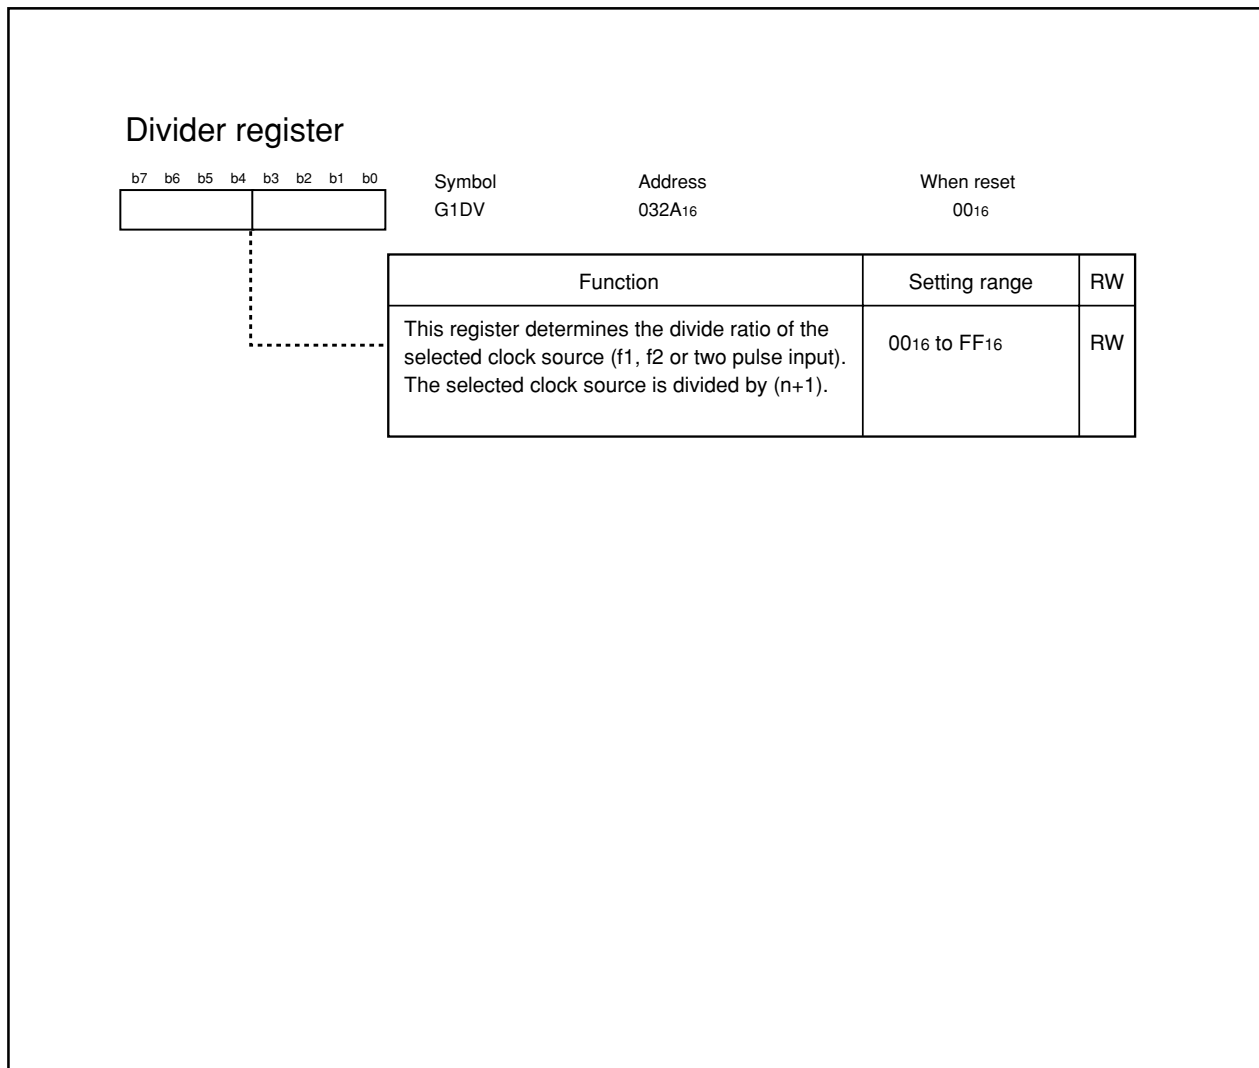 Divider register
b7 b6 b5 b4 b3 b2 b1 b0
Symbol Address When reset
G1DV 032A16 0016
Function Setting range RW
This register determines the divide ratio of the
selected clock source (f1, f2 or two pulse input).
The selected clock source is divided by (n+1).
0016 to FF16 RW